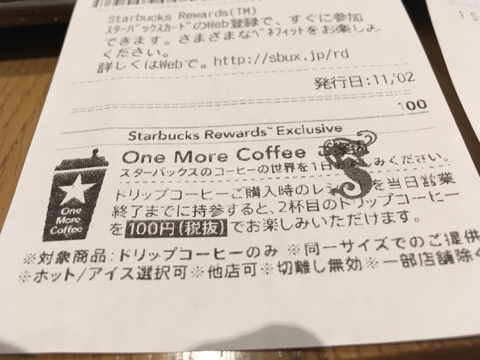 Starbucks Rewards(TM)
スターバックスカードのWeb登録で、すぐに参加
できます。さまざまなベネフィットをお楽しみ
ください。
詳しくはWebで。http://sbux.jp/rd
発行日:11/02
100
Starbucks Rewards™ Exclusive
One More Coffee
スターバックスのコーヒーの世界を1日 みください。
One
More
Coffee
ドリップコーヒーご購入時のレ を当日営業
終了までに持参すると、2杯目のドリップコーヒー
を100円(税抜)でお楽しみいただけます。
※対象商品:ドリップコーヒーのみ ※同一サイズでのご提供
※ホット/アイス選択可※他店可※切離し無効※一部店舗除く